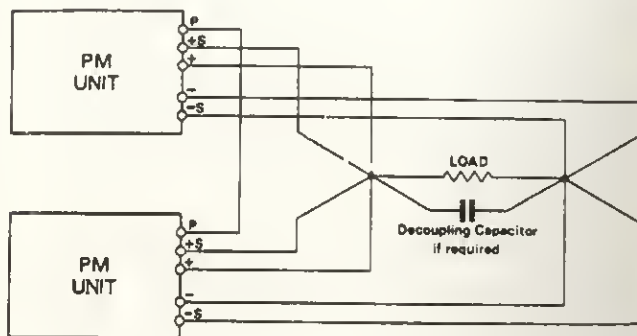 P
+S
+
PM
UNIT
-
-S
LOAD
Decoupling Capacitor
if required
P
+S
+
PM
UNIT
-
-S